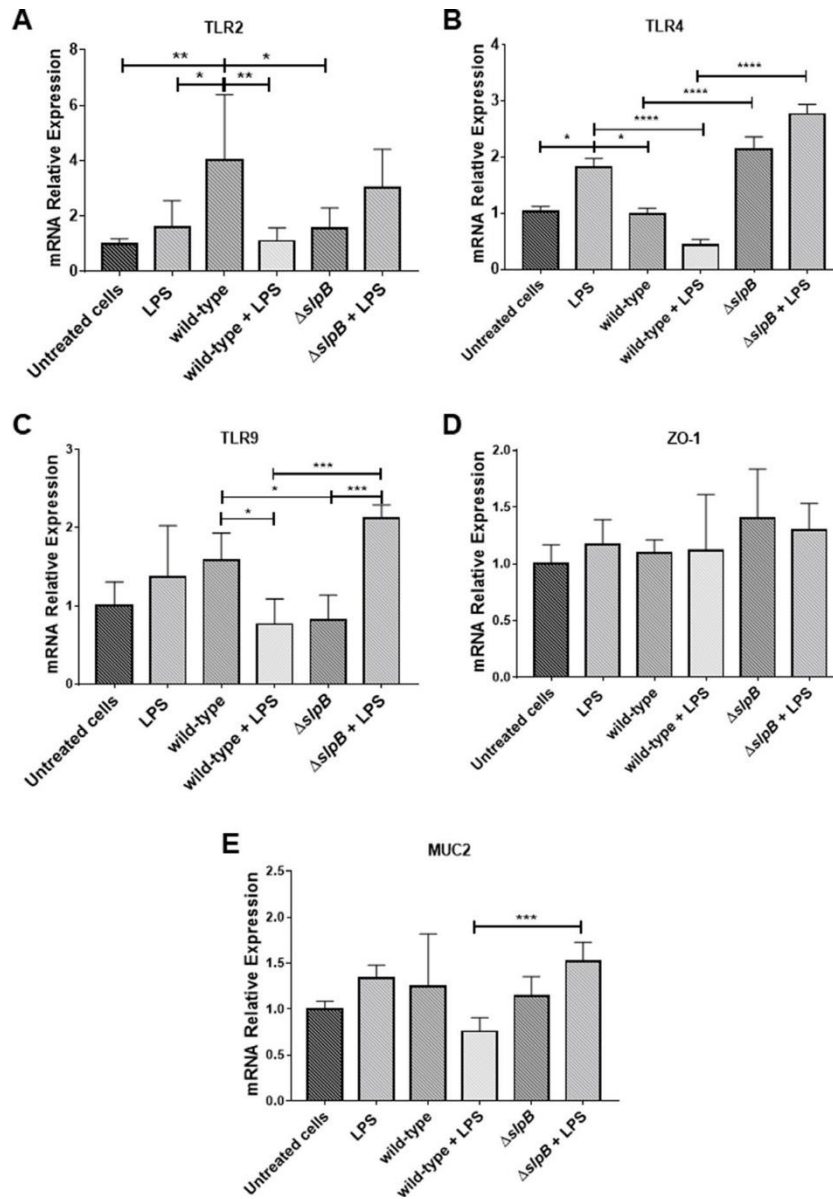 A
TLR2
mRNA Relative Expression
8
6
4
2
0
**
*
*
**
Untreated cells
LPS
wild-type
wild-type + LPS
ΔslpB
ΔslpB + LPS
B
TLR4
mRNA Relative Expression
4
3
2
1
0
****
****
****
*
*
Untreated cells
LPS
wild-type
wild-type + LPS
ΔslpB
ΔslpB + LPS
C
TLR9
mRNA Relative Expression
3
2
1
0
***
*
***
*
Untreated cells
LPS
wild-type
wild-type + LPS
ΔslpB
ΔslpB + LPS
D
ZO-1
mRNA Relative Expression
2.0
1.5
1.0
0.5
0.0
Untreated cells
LPS
wild-type
wild-type + LPS
ΔslpB
ΔslpB + LPS
E
MUC2
mRNA Relative Expression
2.5
2.0
1.5
1.0
0.5
0.0
***
Untreated cells
LPS
wild-type
wild-type + LPS
ΔslpB
ΔslpB + LPS